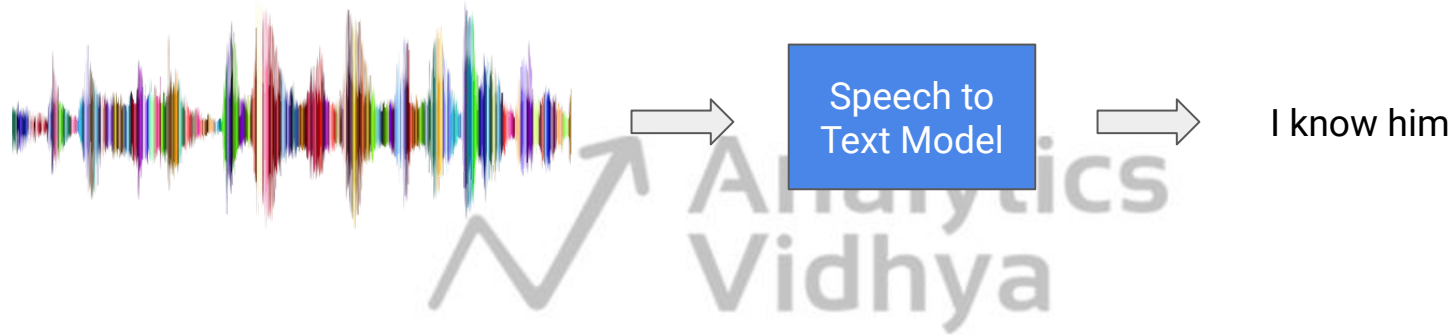 Speech to
Text Model
I know him
Analytics
Vidhya